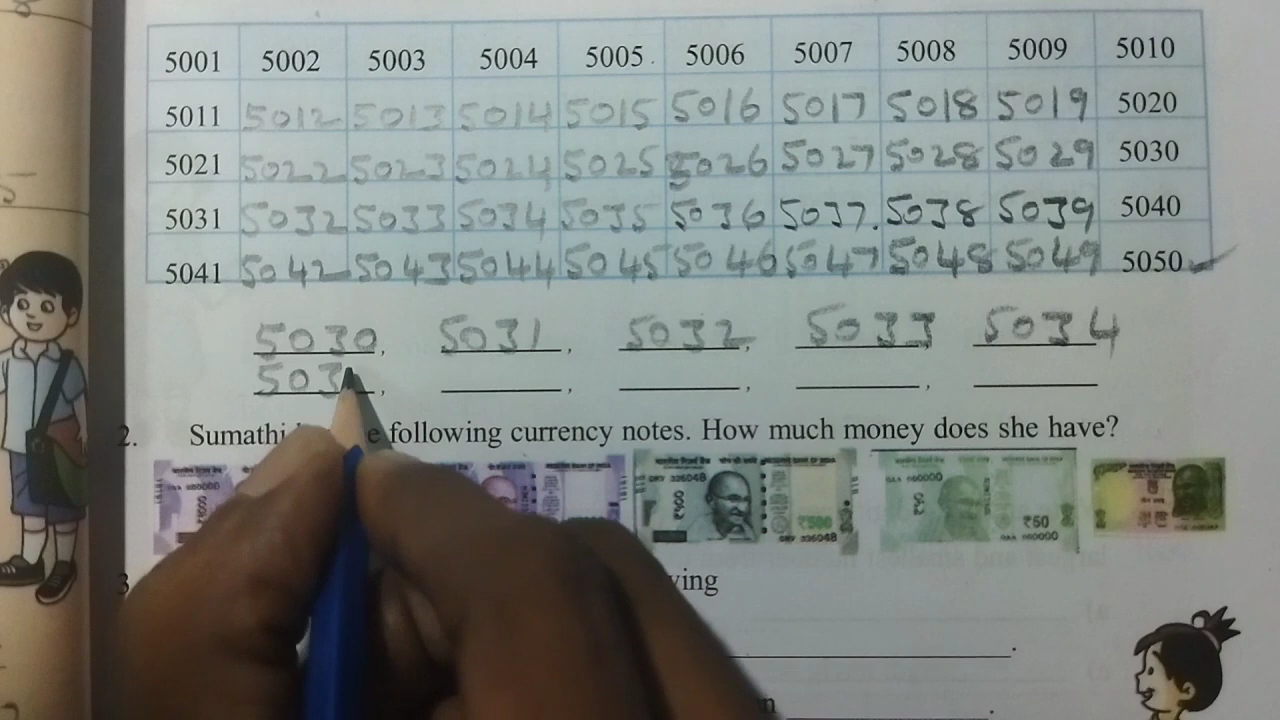 5001 5002 5003 5004 5005 5006 5007 5008 5009 5010
5011 5012 5013 5014 5015 5016 5017 5018 5019 5020
5021 5022 5023 5024 5025 5026 5027 5028 5029 5030
5031 5032 5033 5034 5035 5036 5037. 5038 5039 5040
5041 5042 5043 5044 5045 5046 5047 5048 5049 5050
5030, 5031, 5032, 5033, 5034
503
2. Sumathi following currency notes. How much money does she have?
₹500 ₹50
3